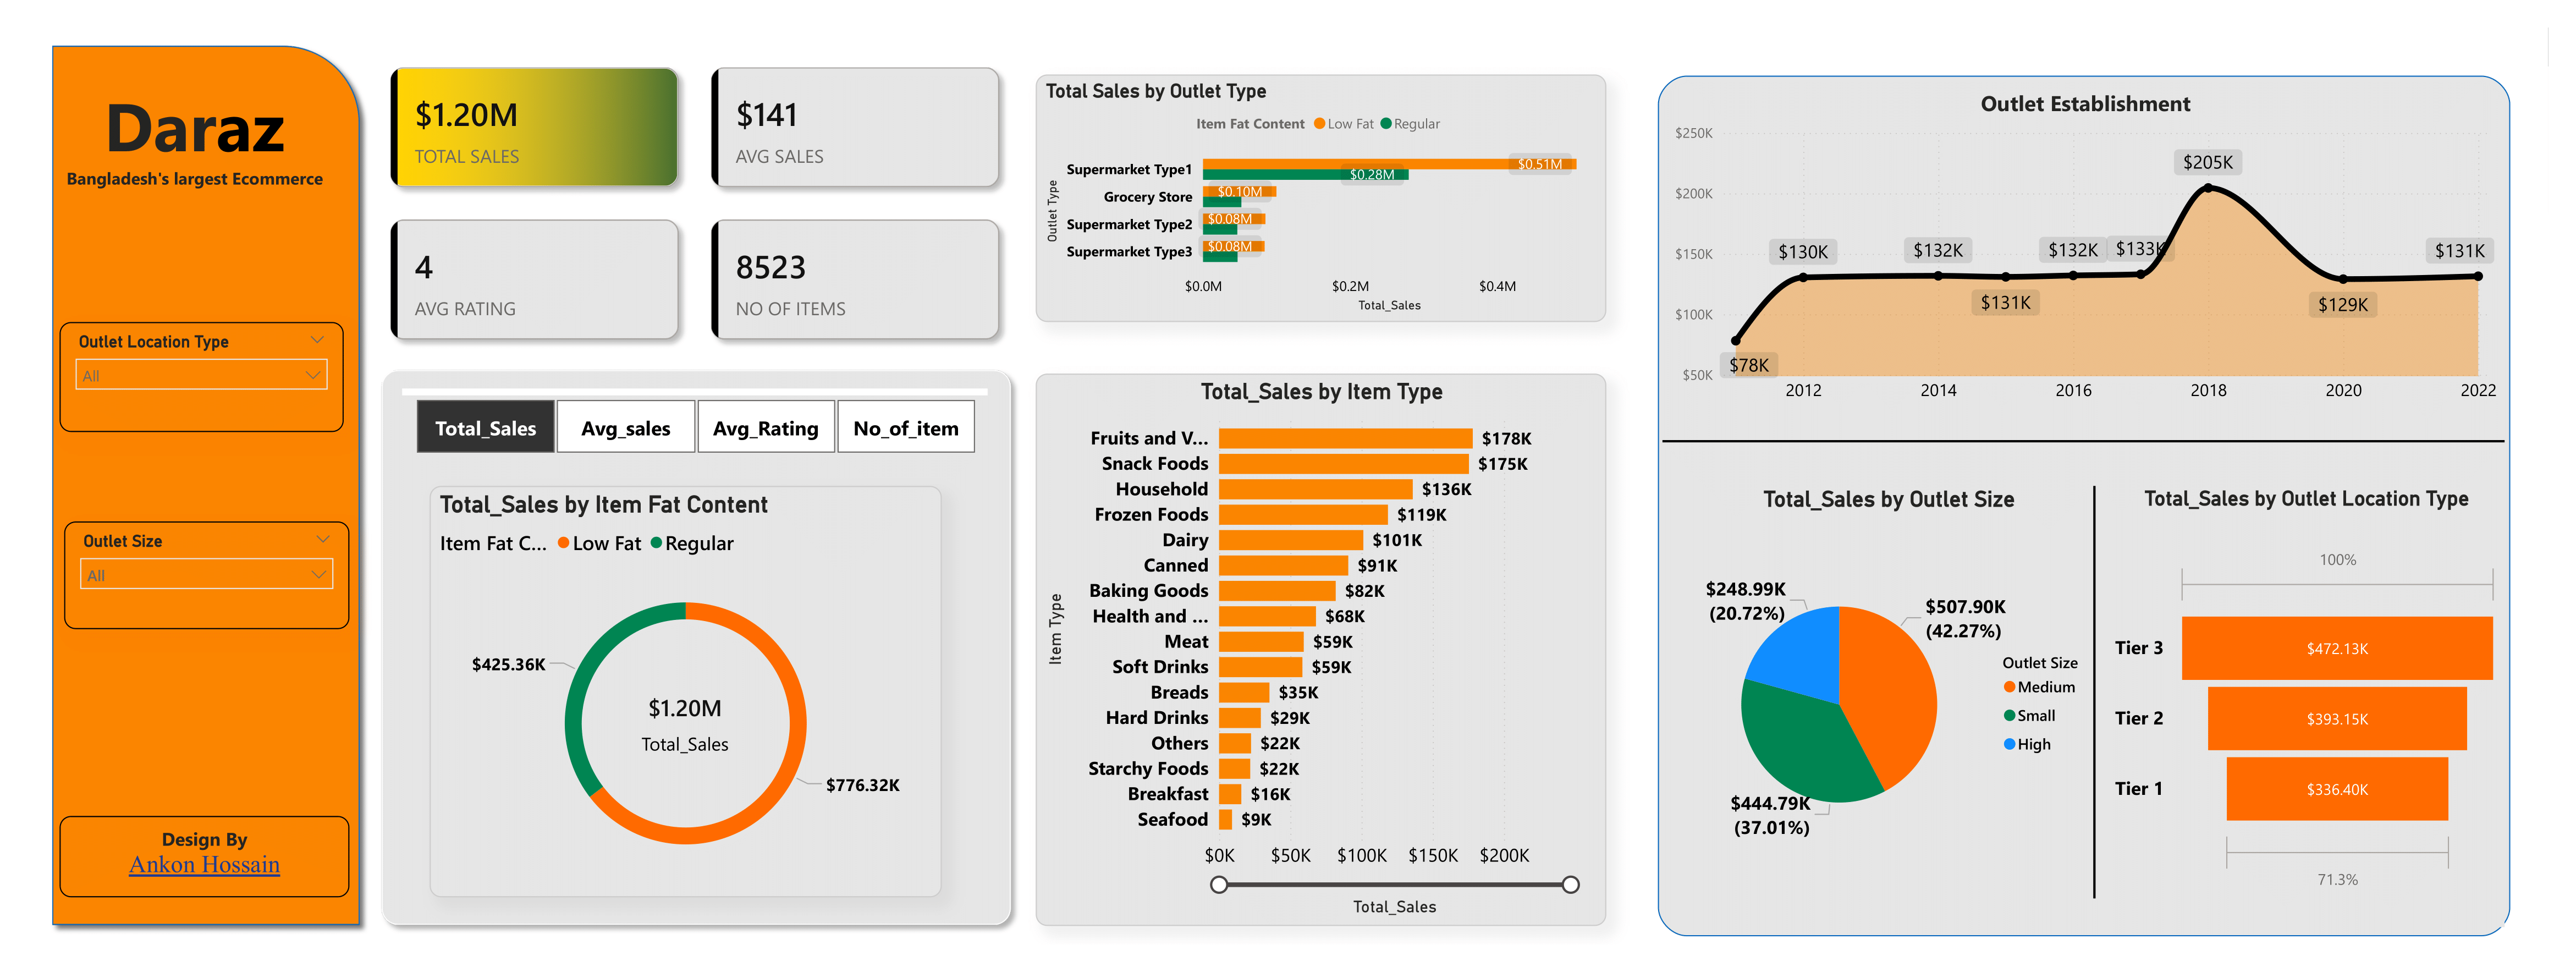 Daraz
Bangladesh's largest Ecommerce
Outlet Location Type
All
Outlet Size
All
Design By
Ankon Hossain
$1.20M
TOTAL SALES
$141
AVG SALES
4
AVG RATING
8523
NO OF ITEMS
Total_Sales
Avg_sales
Avg_Rating
No_of_item
Total_Sales by Item Fat Content
Item Fat C... Low Fat Regular
$425.36K
$1.20M
Total_Sales
$776.32K
Total Sales by Outlet Type
Item Fat Content Low Fat Regular
Outlet Type
Supermarket Type1 $0.51M
$0.28M
Grocery Store $0.10M
Supermarket Type2 $0.08M
Supermarket Type3 $0.08M
$0.0M $0.2M $0.4M
Total_Sales
Total_Sales by Item Type
Item Type
Fruits and V... $178K
Snack Foods $175K
Household $136K
Frozen Foods $119K
Dairy $101K
Canned $91K
Baking Goods $82K
Health and ... $68K
Meat $59K
Soft Drinks $59K
Breads $35K
Hard Drinks $29K
Others $22K
Starchy Foods $22K
Breakfast $16K
Seafood $9K
$0K $50K $100K $150K $200K
Total_Sales
Outlet Establishment
$250K
$200K
$150K
$100K
$50K
$78K
$130K
$132K
$131K
$132K
$133K
$205K
$129K
$131K
2012 2014 2016 2018 2020 2022
Total_Sales by Outlet Size
$248.99K
(20.72%)
$507.90K
(42.27%)
$444.79K
(37.01%)
Outlet Size
Medium
Small
High
Total_Sales by Outlet Location Type
100%
Tier 3 $472.13K
Tier 2 $393.15K
Tier 1 $336.40K
71.3%